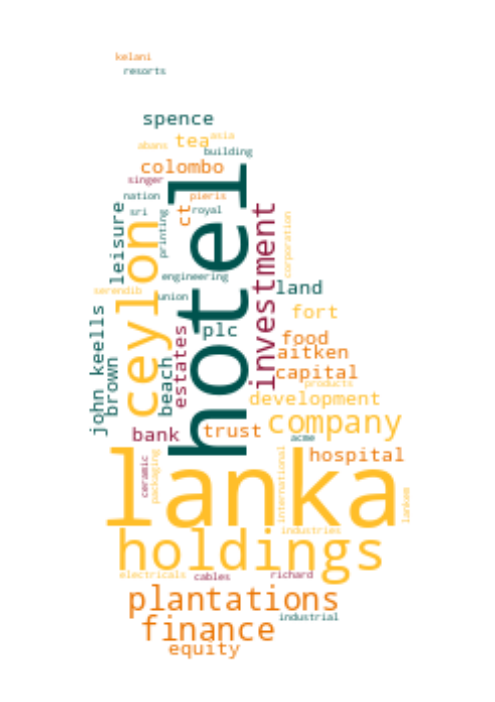 kelani
resorts
spence
tea
asia
abans
building
colombo
singer
hotel
nation
pieris
sri
ct
royal
printing
leisure
ceylon
investment
corporation
engineering
serendib
union
land
fort
john keells
brown
beach
estates
plc
food
aitken
capital
products
development
company
bank
trust
acme
hospital
ceramic
packaging
lanka
international
lankem
industries
holdings
electricals
cables
richard
plantations
industrial
finance
equity